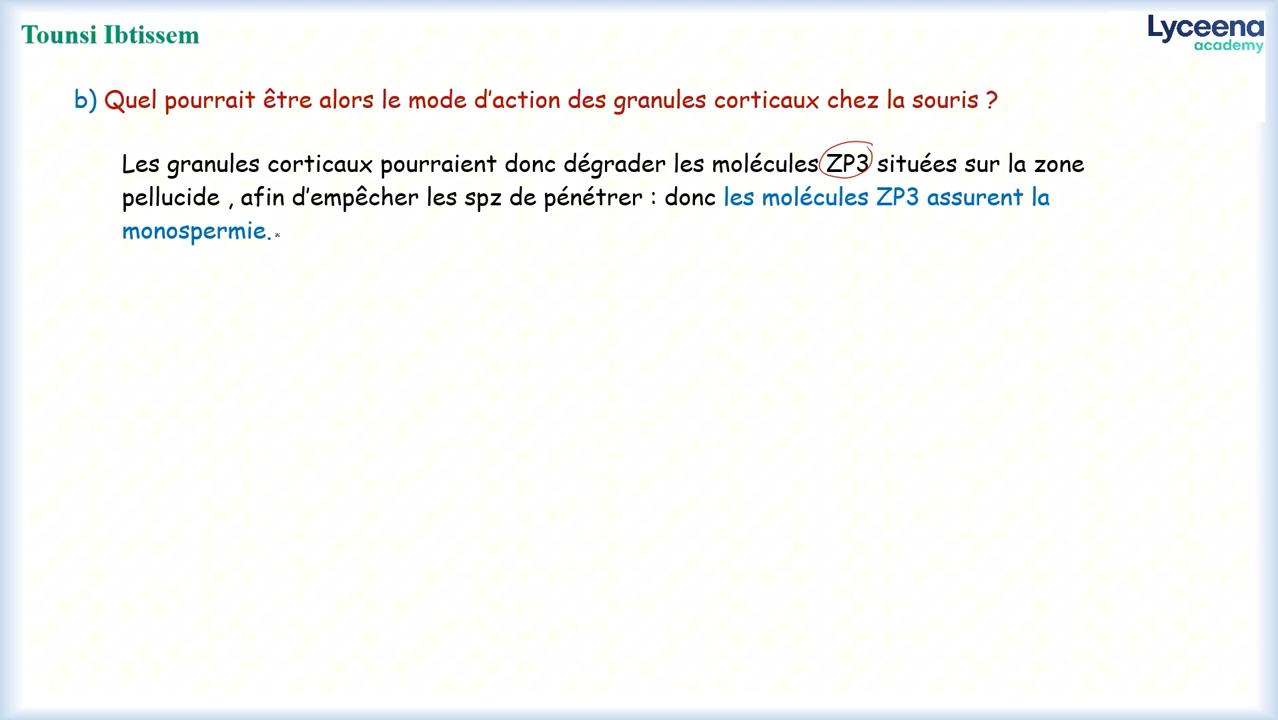 Tounsi Ibtissem
Lyceena
academy
b) Quel pourrait être alors le mode d'action des granules corticaux chez la souris ?
Les granules corticaux pourraient donc dégrader les molécules ZP3 situées sur la zone
pellucide , afin d'empêcher les spz de pénétrer : donc les molécules ZP3 assurent la
monospermie.